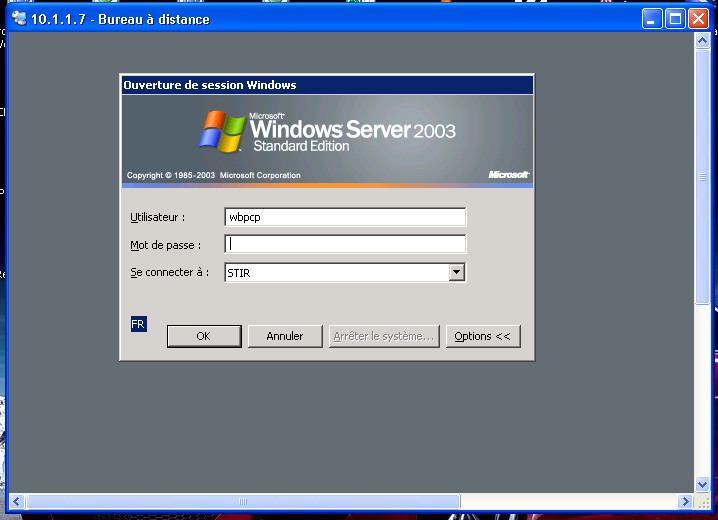 10.1.1.7 - Bureau à distance
Ouverture de session Windows
Microsoft®
Windows Server 2003
Standard Edition
Copyright © 1985-2003 Microsoft Corporation
Microsoft
Utilisateur :
wbpcp
Mot de passe :
Se connecter à :
STIR
FR
OK
Annuler
Arrêter le système...
Options <<